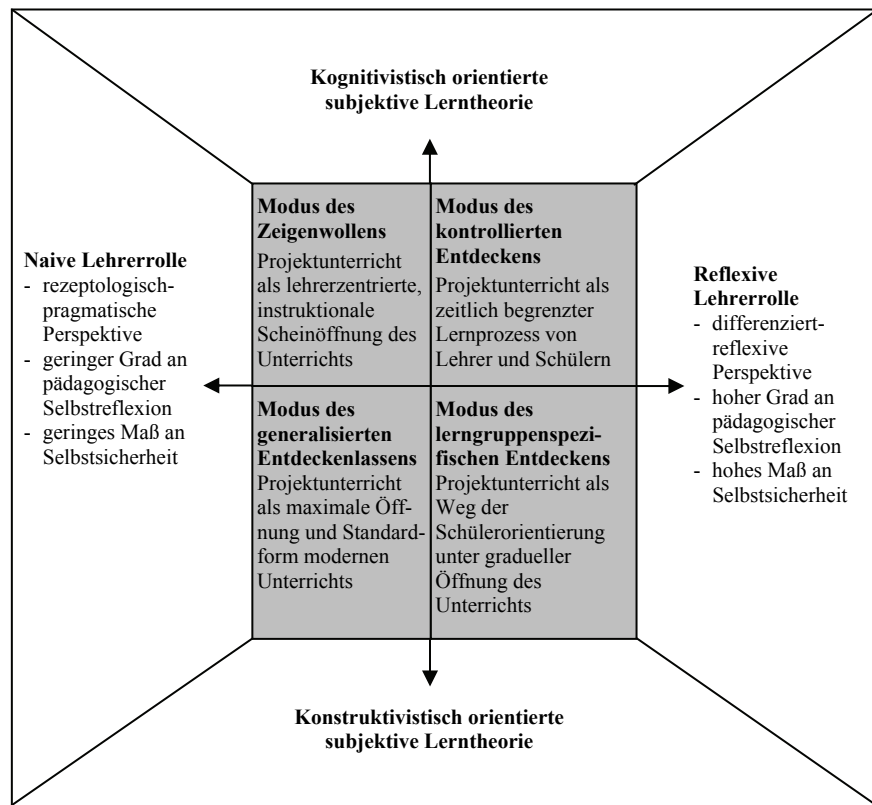 Kognitivistisch orientierte
subjektive Lerntheorie
Naive Lehrerrolle
- rezeptologisch-
pragmatische
Perspektive
- geringer Grad an
pädagogischer
Selbstreflexion
- geringes Maß an
Selbstsicherheit
Modus des
Zeigenwollens
Projektunterricht
als lehrerzentrierte,
instruktionale
Scheinöffnung des
Unterrichts
Modus des
kontrollierten
Entdeckens
Projektunterricht als
zeitlich begrenzter
Lernprozess von
Lehrer und Schülern
Modus des
generalisierten
Entdeckenlassens
Projektunterricht
als maximale Öff-
nung und Standard-
form modernen
Unterrichts
Modus des
lerngruppenspezi-
fischen Entdeckens
Projektunterricht als
Weg der
Schülerorientierung
unter gradueller
Öffnung des
Unterrichts
Reflexive
Lehrerrolle
- differenziert-
reflexive
Perspektive
- hoher Grad an
pädagogischer
Selbstreflexion
- hohes Maß an
Selbstsicherheit
Konstruktivistisch orientierte
subjektive Lerntheorie